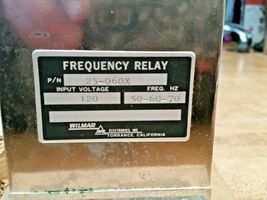 FREQUENCY RELAY
P/N 25-060X
INPUT VOLTAGE FREQ. HZ
120 50-60-70
WILMAR ELECTRONICS, INC.
TORRANCE, CALIFORNIA